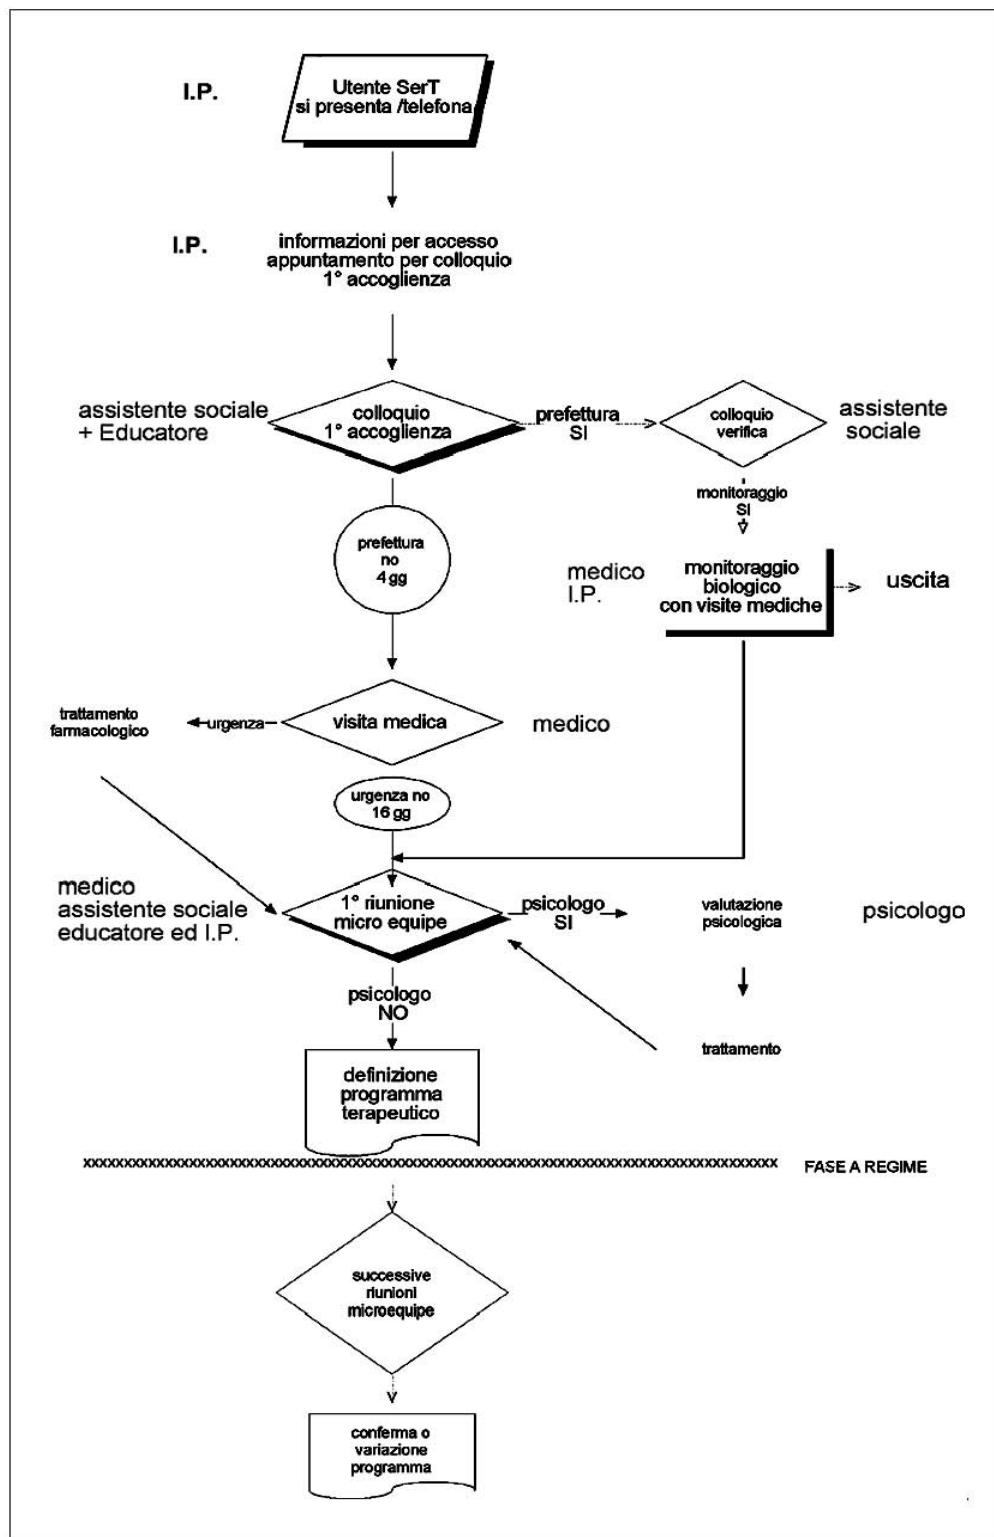 I.P.
Utente SerT
si presenta /telefona
I.P.
informazioni per accesso
appuntamento per colloquio
1° accoglienza
assistente sociale
+ Educatore
colloquio
1° accoglienza
prefettura
SI
colloquio
verifica
assistente
sociale
monitoraggio
SI
prefettura
no
4 gg
medico
I.P.
monitoraggio
biologico
con visite mediche
uscita
trattamento
farmacologico
urgenza
visita medica
medico
urgenza no
16 gg
medico
assistente sociale
educatore ed I.P.
1° riunione
micro equipe
psicologo
SI
valutazione
psicologica
psicologo
psicologo
NO
trattamento
definizione
programma
terapeutico
xxxxxxxxxxxxxxxxxxxxxxxxxxxxxxxxxxxxxxxxxxxxxxxxxxxxxxxxxxxxxxxxxxxxxxxxxxxxxxxxxxxxxxx
FASE A REGIME
successive
riunioni
microequipe
conferma o
variazione
programma